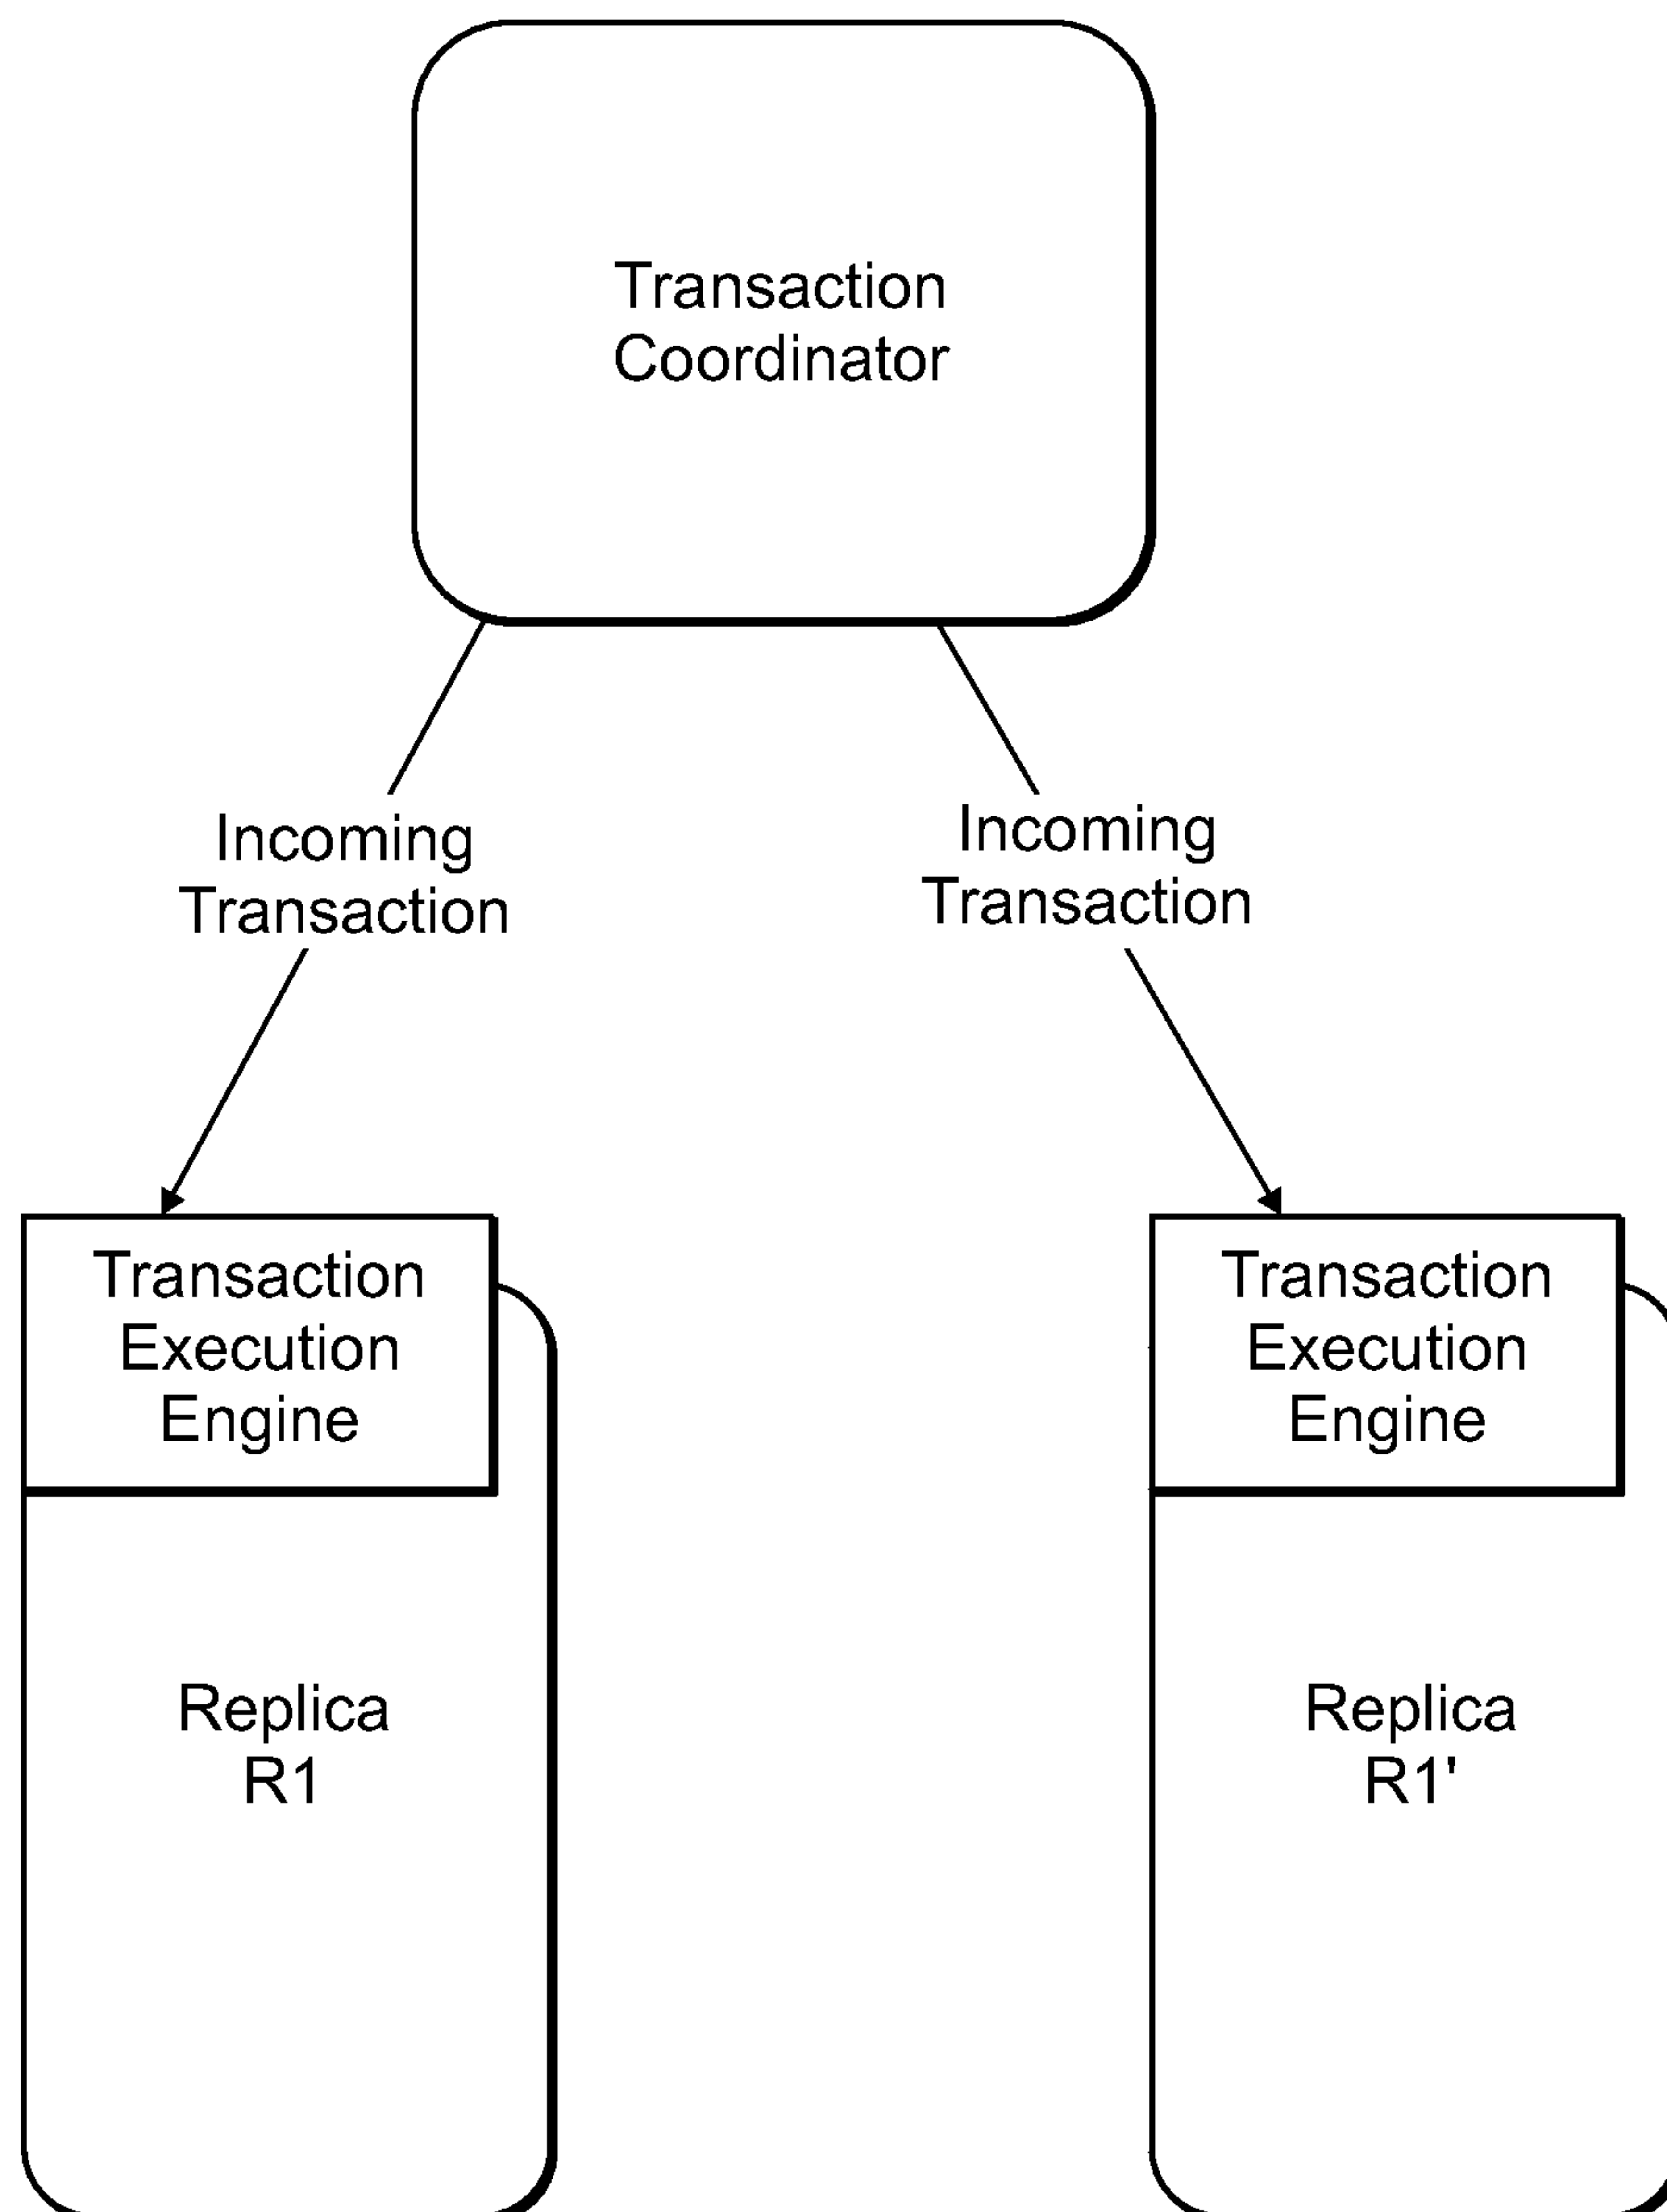 Transaction
Coordinator
Incoming
Transaction
Incoming
Transaction
Transaction
Execution
Engine
Transaction
Execution
Engine
Replica
R1
Replica
R1'